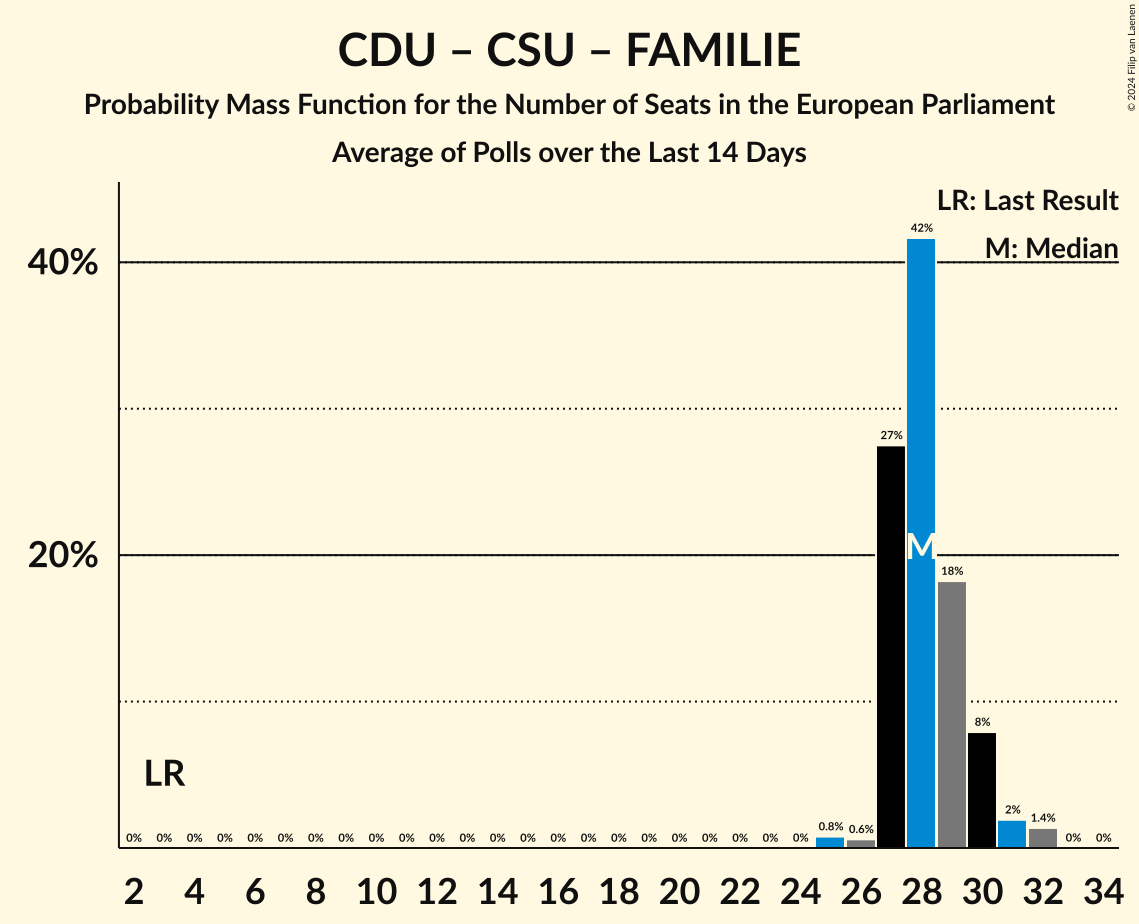 CDU – CSU – FAMILIE
Probability Mass Function for the Number of Seats in the European Parliament
Average of Polls over the Last 14 Days
© 2024 Filip van Laenen
LR: Last Result
M: Median
42%
40%
27%
M
20%
18%
8%
LR
2%
1.4%
0% 0% 0% 0% 0% 0% 0% 0% 0% 0% 0% 0% 0% 0% 0% 0% 0% 0% 0% 0% 0% 0% 0% 0.8% 0.6% 0% 0%
2 4 6 8 10 12 14 16 18 20 22 24 26 28 30 32 34